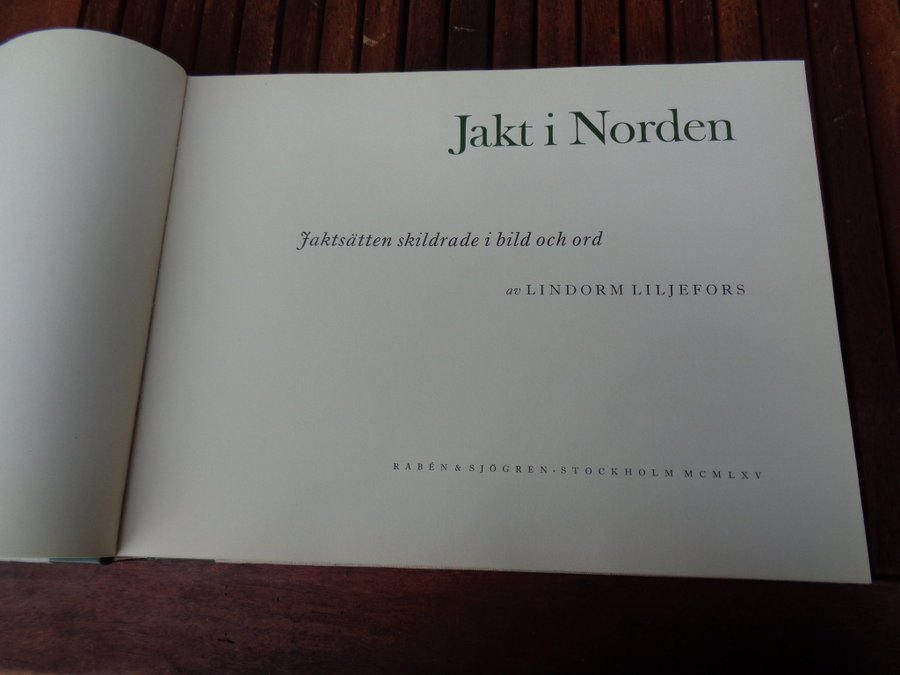 Jakt i Norden
Jaktsätten skildrade i bild och ord
av LINDORM LILJEFORS
RABÉN & SJÖGREN · STOCKHOLM MCMLXV